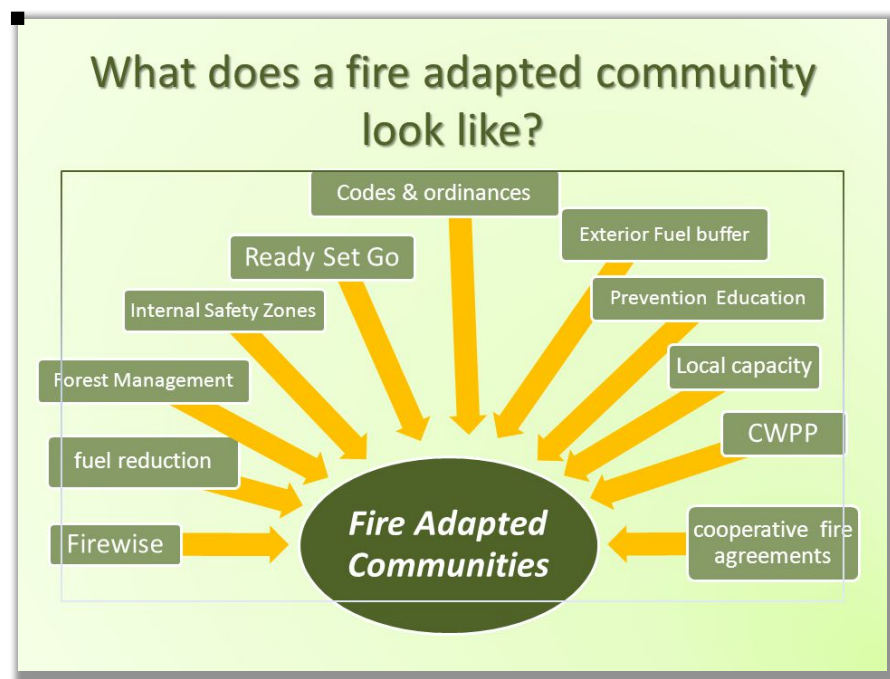 What does a fire adapted community
look like?
Codes & ordinances
Exterior Fuel buffer
Ready Set Go
Prevention Education
Internal Safety Zones
Local capacity
Forest Management
CWPP
fuel reduction
cooperative fire
agreements
Firewise
Fire Adapted
Communities